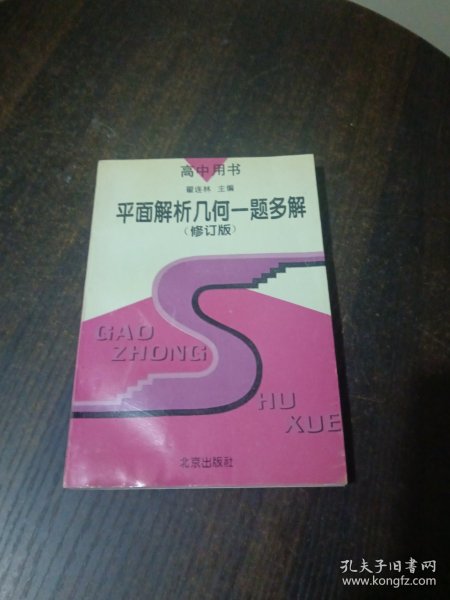 高中用书
翟连林 主编
平面解析几何一题多解
(修订版)
GAO
ZHONG
SHU
XUE
北京出版社
孔夫子旧书网
www.kongfz.com